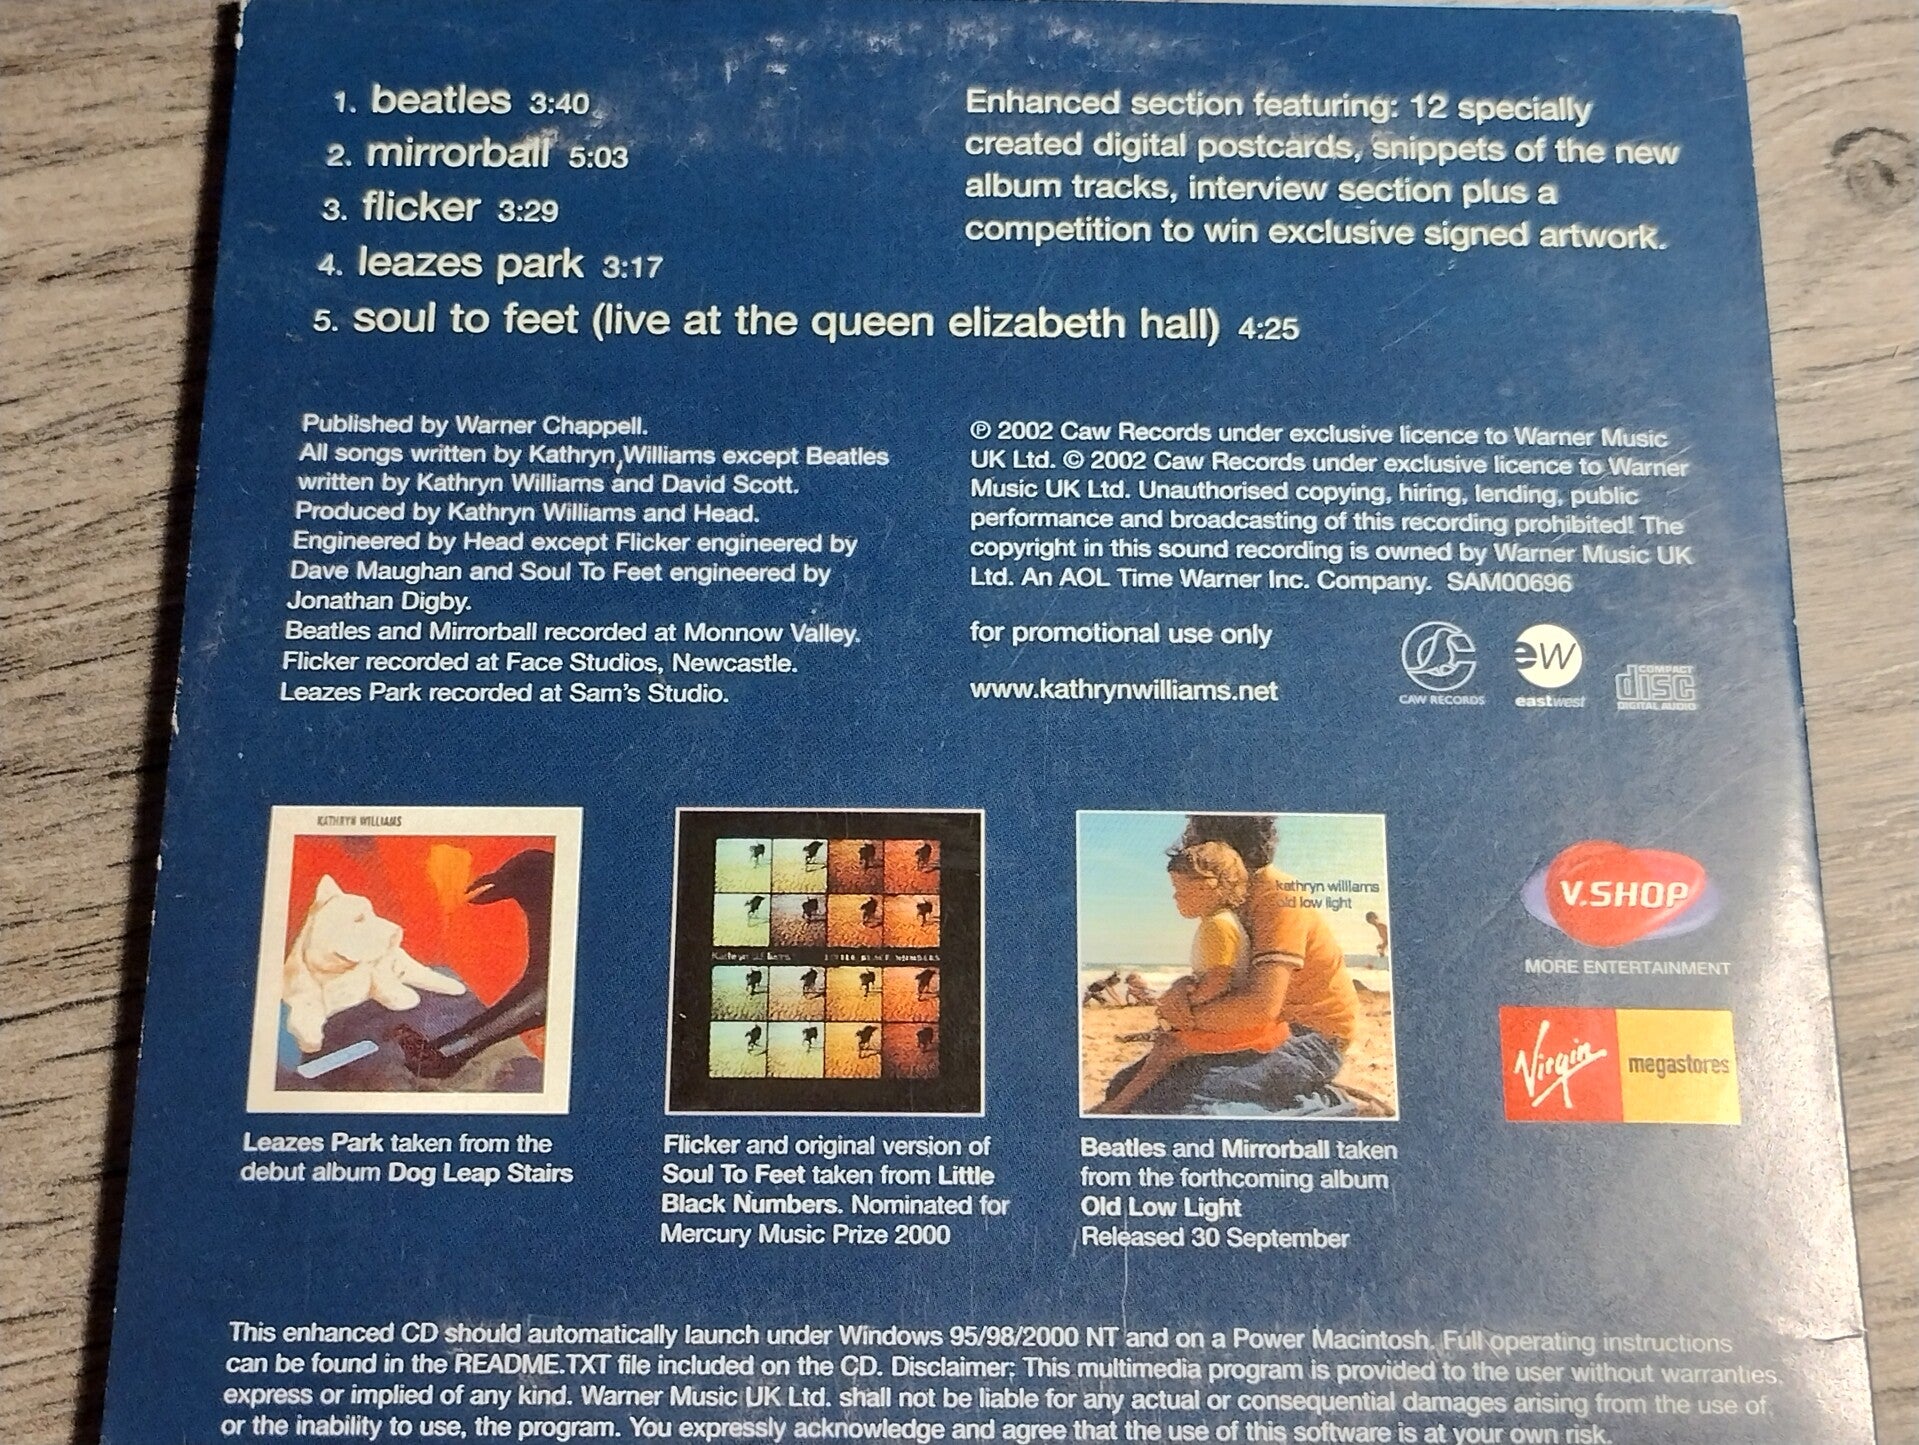 1. beatles 3:40
2. mirrorball 5:03
3. flicker 3:29
4. leazes park 3:17
5. soul to feet (live at the queen elizabeth hall) 4:25
Enhanced section featuring: 12 specially
created digital postcards, snippets of the new
album tracks, interview section plus a
competition to win exclusive signed artwork.
Published by Warner Chappell.
All songs written by Kathryn Williams except Beatles
written by Kathryn Williams and David Scott.
Produced by Kathryn Williams and Head.
Engineered by Head except Flicker engineered by
Dave Maughan and Soul To Feet engineered by
Jonathan Digby.
Beatles and Mirrorball recorded at Monnow Valley.
Flicker recorded at Face Studios, Newcastle.
Leazes Park recorded at Sam's Studio.
℗ 2002 Caw Records under exclusive licence to Warner Music
UK Ltd. © 2002 Caw Records under exclusive licence to Warner
Music UK Ltd. Unauthorised copying, hiring, lending, public
performance and broadcasting of this recording prohibited! The
copyright in this sound recording is owned by Warner Music UK
Ltd. An AOL Time Warner Inc. Company. SAM00696
for promotional use only
www.kathrynwilliams.net
CAW RECORDS
ew
eastwest
COMPACT
disc
DIGITAL AUDIO
KATHRYN WILLIAMS
Leazes Park taken from the
debut album Dog Leap Stairs
Kathryn Williams LITTLE BLACK NUMBERS
Flicker and original version of
Soul To Feet taken from Little
Black Numbers. Nominated for
Mercury Music Prize 2000
kathryn williams
old low light
Beatles and Mirrorball taken
from the forthcoming album
Old Low Light
Released 30 September
V.SHOP
MORE ENTERTAINMENT
Virgin megastores
This enhanced CD should automatically launch under Windows 95/98/2000 NT and on a Power Macintosh. Full operating instructions
can be found in the README.TXT file included on the CD. Disclaimer: This multimedia program is provided to the user without warranties,
express or implied of any kind. Warner Music UK Ltd. shall not be liable for any actual or consequential damages arising from the use of,
or the inability to use, the program. You expressly acknowledge and agree that the use of this software is at your own risk.